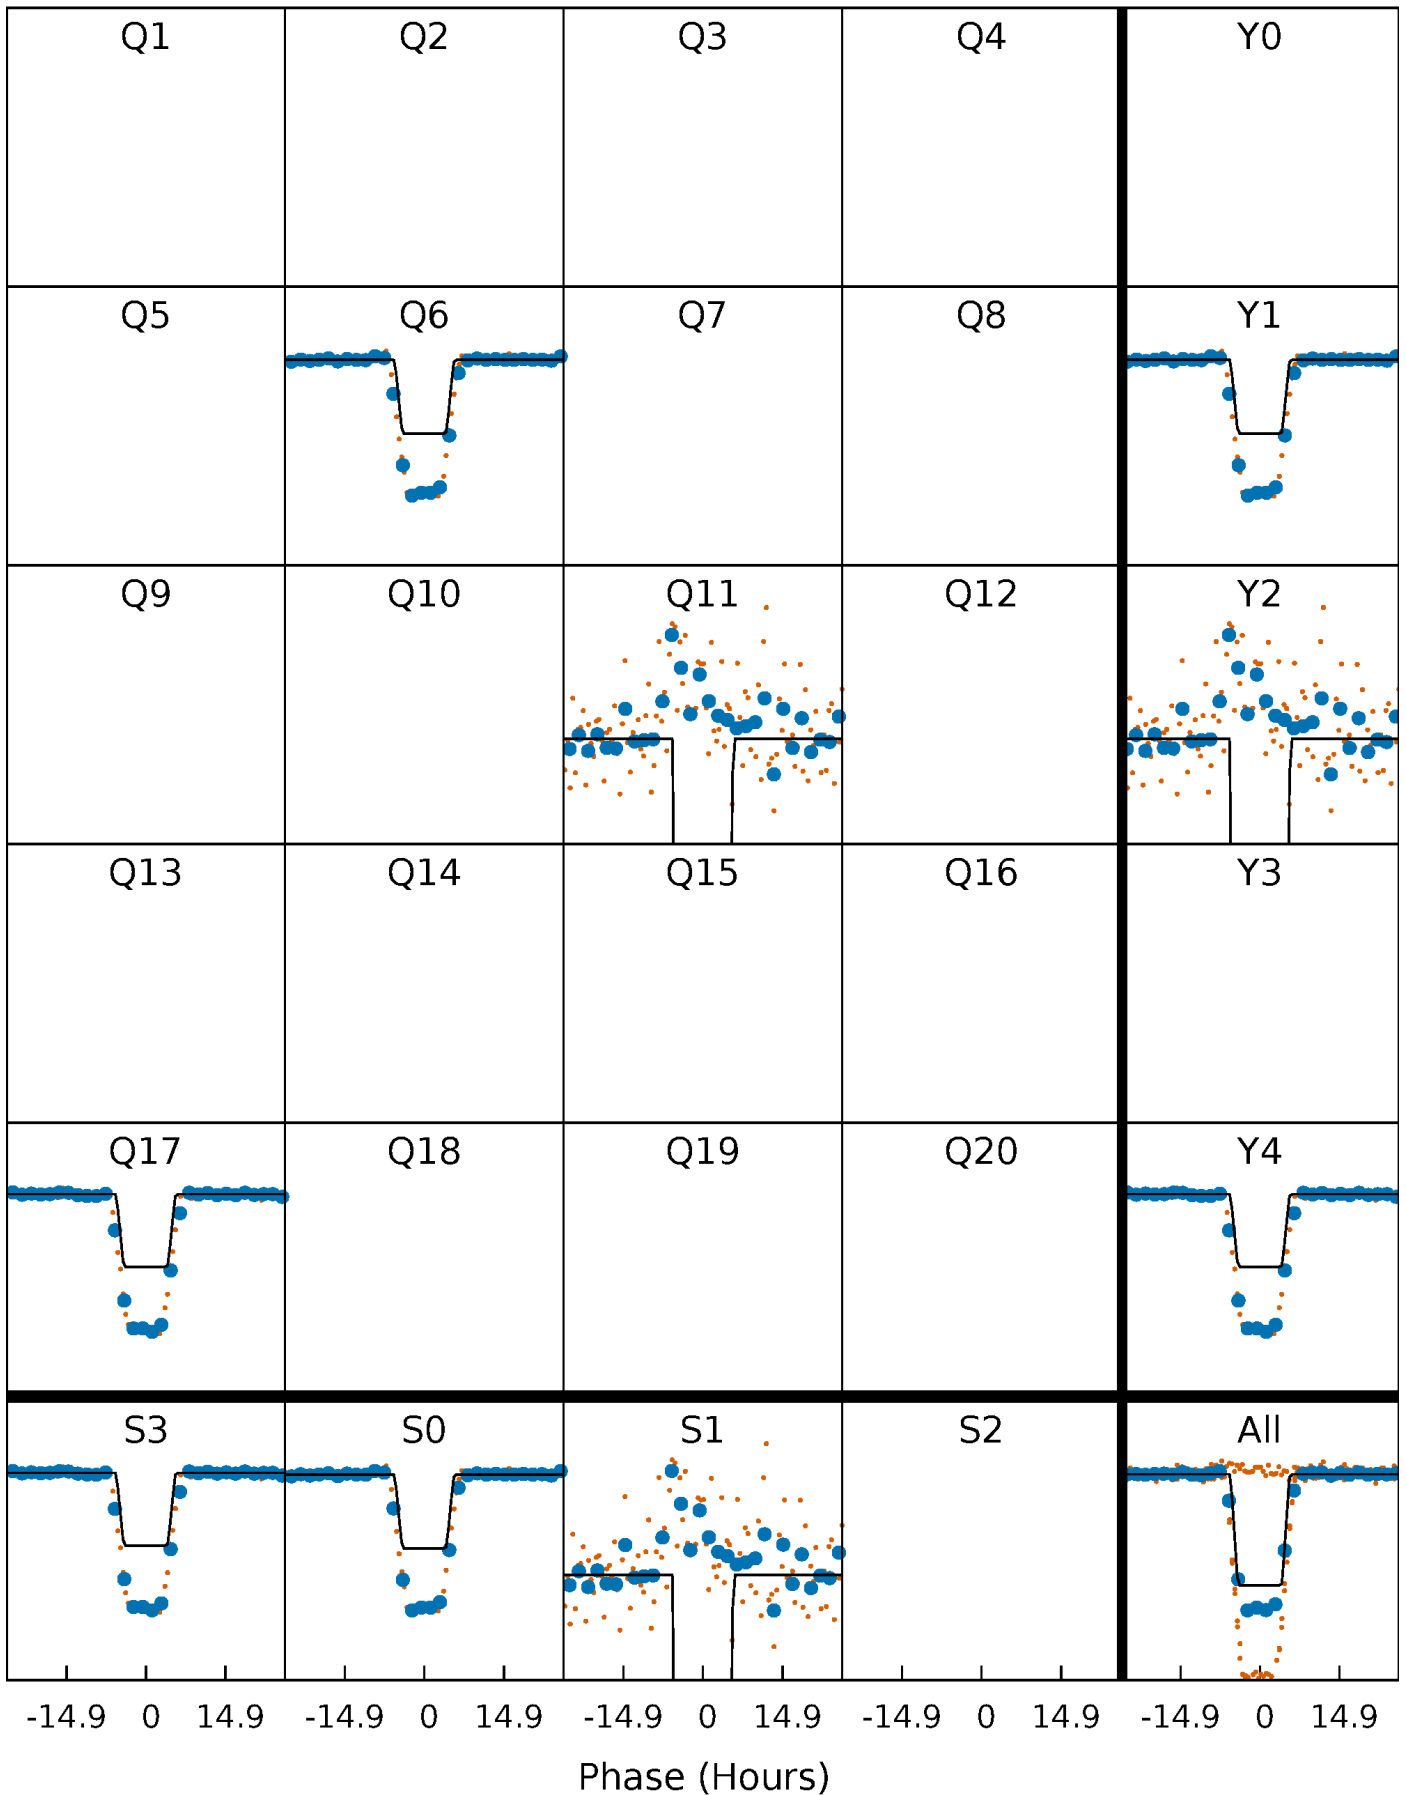 Q1 Q2 Q3 Q4 Y0
Q5 Q6 Q7 Q8 Y1
Q9 Q10 Q11 Q12 Y2
Q13 Q14 Q15 Q16 Y3
Q17 Q18 Q19 Q20 Y4
S3 S0 S1 S2 All
-14.9 0 14.9 -14.9 0 14.9 -14.9 0 14.9 -14.9 0 14.9 -14.9 0 14.9
Phase (Hours)